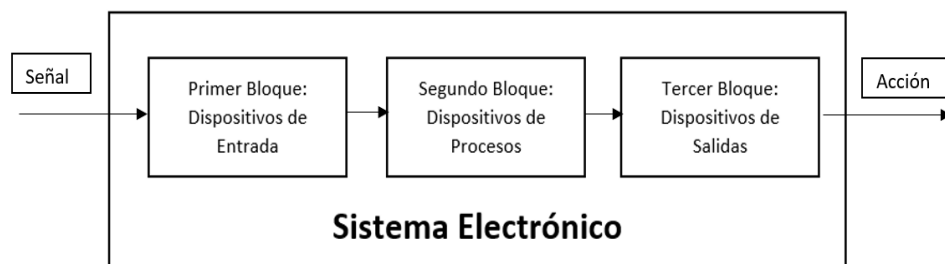 Señal
Primer Bloque:
Dispositivos de
Entrada
Segundo Bloque:
Dispositivos de
Procesos
Tercer Bloque:
Dispositivos de
Salidas
Acción
Sistema Electrónico